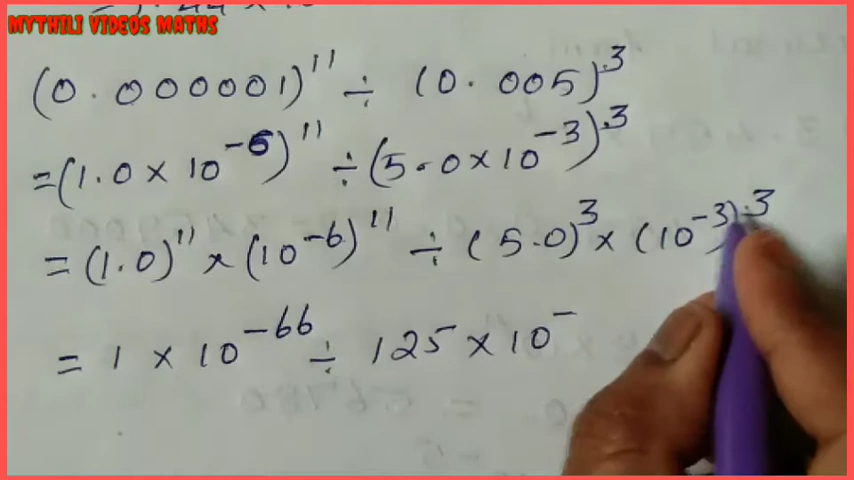 MYTHILI VIDEOS MATHS
(0.000001)¹¹ ÷ (0.005)³
=(1.0 × 10⁻⁶)¹¹ ÷ (5.0 × 10⁻³)³
= (1.0)¹¹ × (10⁻⁶)¹¹ ÷ (5.0)³ × (10⁻³)³
= 1 × 10⁻⁶⁶ ÷ 125 × 10⁻